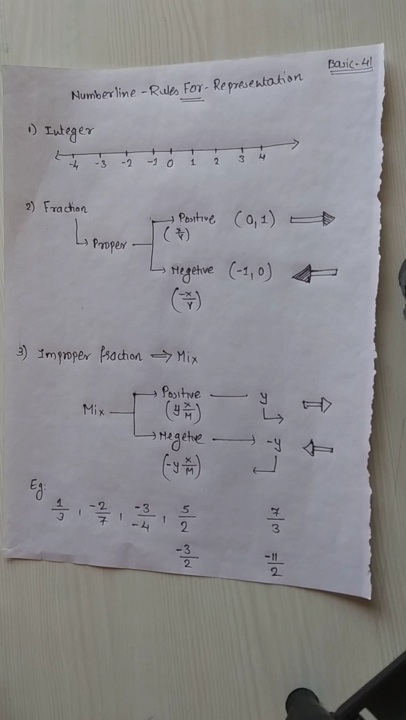 Basic-41
Numberline - Rules For - Representation
1) Integer
-4 -3 -2 -1 0 1 2 3 4
2) Fraction
Proper
Positive (0, 1)
(x/y)
Negetive (-1, 0)
(-x/y)
3) Improper fraction ⇒ Mix
Mix
Positive y
(y x/M)
Negetive -y
(-y x/M)
Eg:
1/3, -2/7, -3/-4, 5/2 7/3
-3/2 -11/2